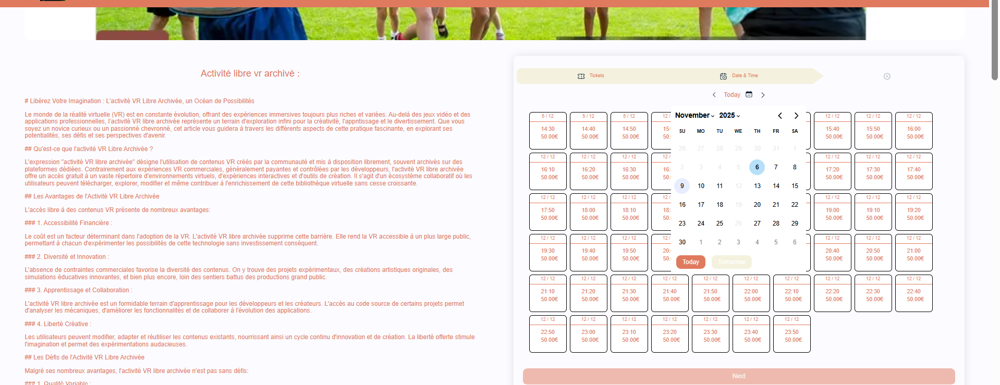 Activité libre vr archivé :
# Libérez Votre Imagination : L'activité VR Libre Archivée, un Océan de Possibilités
Le monde de la réalité virtuelle (VR) est en constante évolution, offrant des expériences immersives toujours plus riches et variées. Au-delà des jeux vidéo et des
applications professionnelles, l'activité VR libre archivée représente un terrain d'exploration infini pour la créativité, l'appntissage et le divertissement. Que vous
soyez un novice curieux ou un passionné chevronné, cet article vous guidera à travers les différents aspects de cette pratique fascinante, en explorant ses
potentialités, ses défis et ses perspectives d'avenir.
## Qu'est-ce que l'activité VR Libre Archivée ?
L'expression "activité VR libre archivée" désigne l'utilisation de contenus VR créés par la communauté et mis à disposition librement, souvent archivés sur des
plateformes dédiées. Contrairement aux expériences VR commerciales, généralement payantes et contrôlées par les développeurs, l'activité VR libre archivée
offre un accès gratuit à un vaste répertoire d'environnements virtuels, d'expériences interactives et d'outils de création. Il s'agit d'un écosystème collaboratif où les
utilisateurs peuvent télécharger, explorer, modifier et même contribuer à l'enrichissement de cette bibliothèque virtuelle sans cesse croissante.
## Les Avantages de l'Activité VR Libre Archivée
L'accès libre à des contenus VR présente de nombreux avantages:
### 1. Accessibilité Financière :
Le coût est un facteur déterminant dans l'adoption de la VR. L'activité VR libre archivée supprime cette barrière. Elle rend la VR accessible à un plus large public,
permettant à chacun d'expérimenter les possibilités de cette technologie sans investissement conséquent.
### 2. Diversité et Innovation :
L'absence de contraintes commerciales favorise la diversité des contenus. On y trouve des projets expérimentaux, des créations artistiques originales, des
simulations éducatives innovantes, et bien plus encore, loin des sentiers battus des productions grand public.
### 3. Apprentissage et Collaboration :
L'activité VR libre archivée est un formidable terrain d'apprentissage pour les développeurs et les créateurs. L'accès au code source de certains projets permet
d'analyser les mécaniques, d'améliorer les fonctionnalités et de collaborer à l'évolution des applications.
### 4. Liberté Créative :
Les utilisateurs peuvent modifier, adapter et réutiliser les contenus existants, nourrissant ainsi un cycle continu d'innovation et de création. La liberté offerte stimule
l'imagination et permet des expérimentations audacieuses.
## Les Défis de l'Activité VR Libre Archivée
Malgré ses nombreux avantages, l'activité VR libre archivée n'est pas sans défis:
### 1. Qualité Variable :
Tickets Date & Time
Today
November 2025
SU MO TU WE TH FR SA
26 27 28 29 30 31 1
2 3 4 5 6 7 8
9 10 11 12 13 14 15
16 17 18 19 20 21 22
23 24 25 26 27 28 29
30 1 2 3 4 5 6
Today Tomorrow
5 / 12 5 / 12 5 / 12 12 / 12 / 12 12 / 12 12 / 12
14:30 14:40 14:50 15: 15:40 15:50 16:00
50.00€ 50.00€ 50.00€ 50. 50.00€ 50.00€ 50.00€
12 / 12 12 / 12 12 / 12 12 / 12 / 12 12 / 12 12 / 12
16:10 16:20 16:30 16: 17:20 17:30 17:40
50.00€ 50.00€ 50.00€ 50. 50.00€ 50.00€ 50.00€
12 / 12 12 / 12 12 / 12 12 / 12 / 12 12 / 12 12 / 12
17:50 18:00 18:10 18: 19:00 19:10 19:20
50.00€ 50.00€ 50.00€ 50. 50.00€ 50.00€ 50.00€
12 / 12 12 / 12 12 / 12 12 / 12 / 12 12 / 12 12 / 12
19:30 19:40 19:50 20: 20:40 20:50 21:00
50.00€ 50.00€ 50.00€ 50. 50.00€ 50.00€ 50.00€
12 / 12 12 / 12 12 / 12 12 / 12 12 / 12 12 / 12 12 / 12 12 / 12 12 / 12 12 / 12
21:10 21:20 21:30 21:40 21:50 22:00 22:10 22:20 22:30 22:40
50.00€ 50.00€ 50.00€ 50.00€ 50.00€ 50.00€ 50.00€ 50.00€ 50.00€ 50.00€
12 / 12 12 / 12 12 / 12 12 / 12 12 / 12 12 / 12 12 / 12
22:50 23:00 23:10 23:20 23:30 23:40 23:50
50.00€ 50.00€ 50.00€ 50.00€ 50.00€ 50.00€ 50.00€
Next